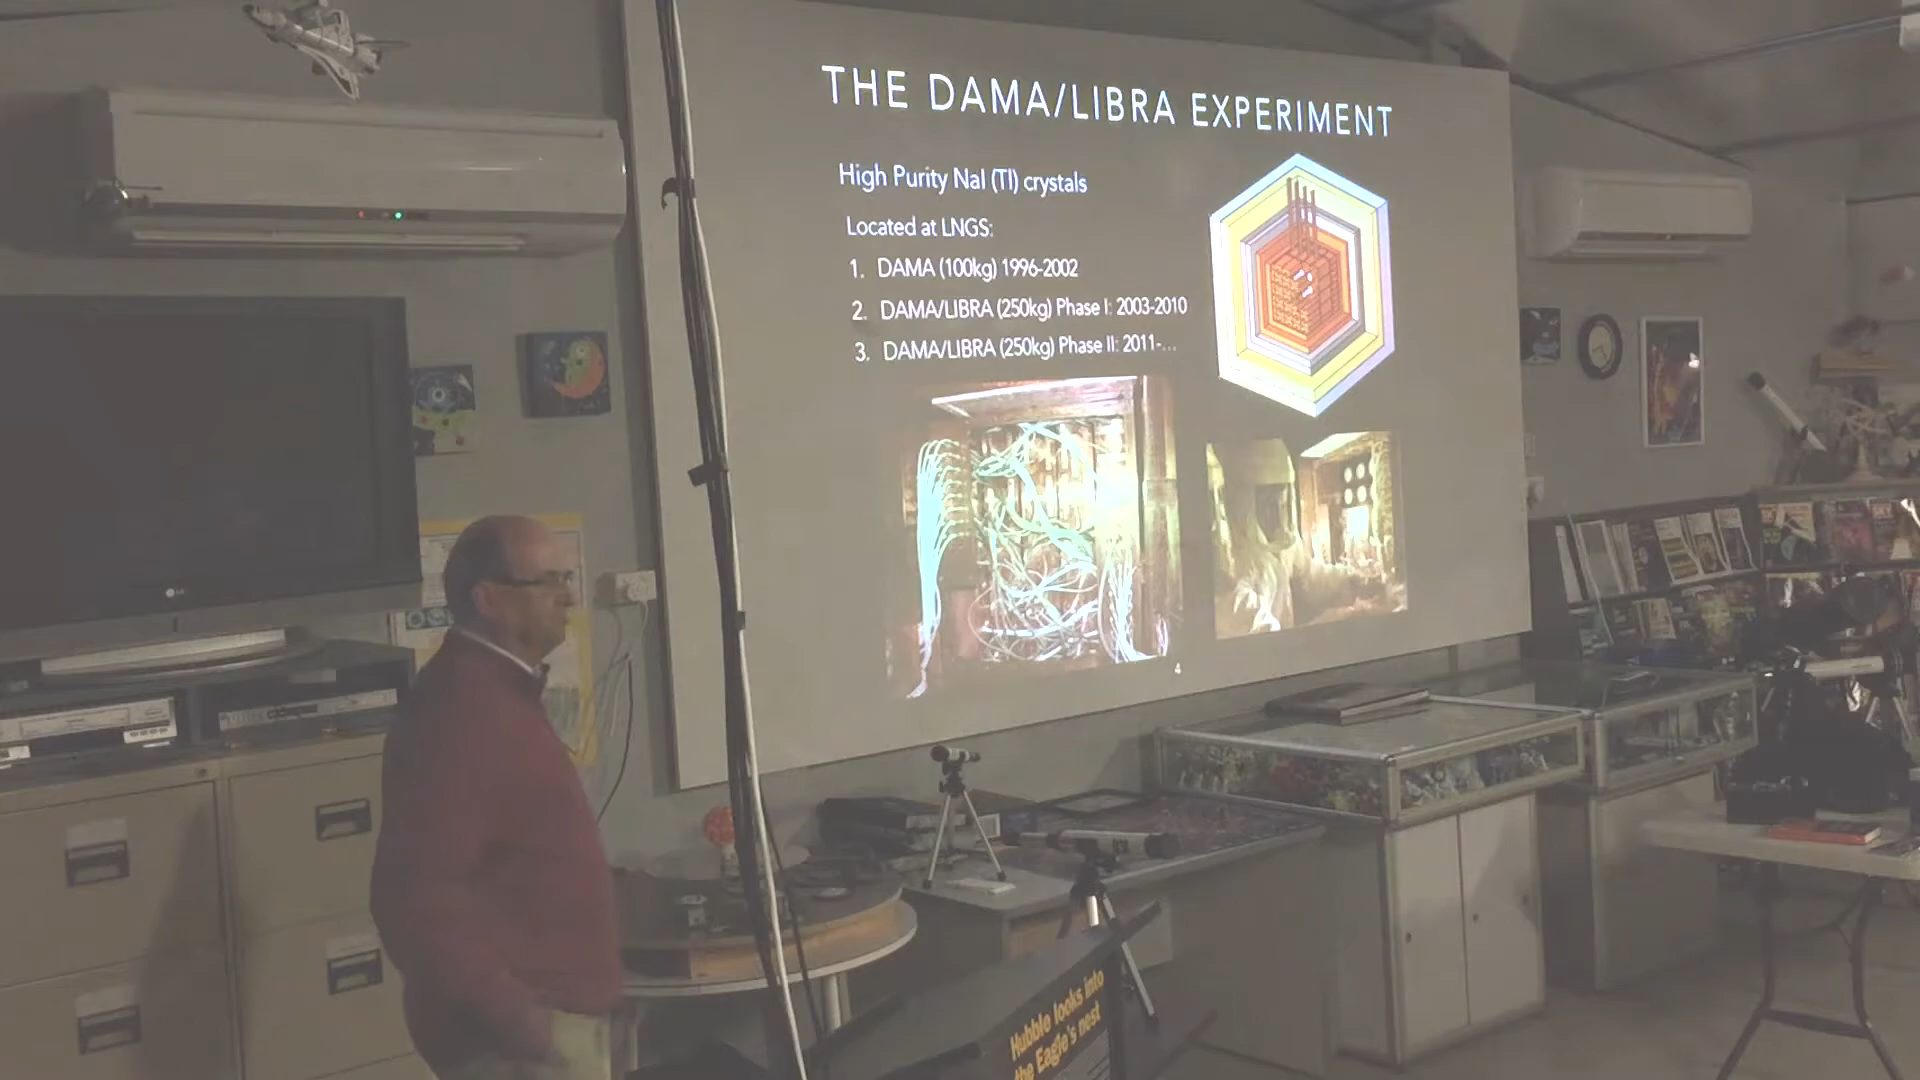 THE DAMA/LIBRA EXPERIMENT
High Purity NaI (Tl) crystals
Located at LNGS:
1. DAMA (100kg) 1996-2002
2. DAMA/LIBRA (250kg) Phase I: 2003-2010
3. DAMA/LIBRA (250kg) Phase II: 2011-...
4
LG
Hubble looks into
the Eagle's nest